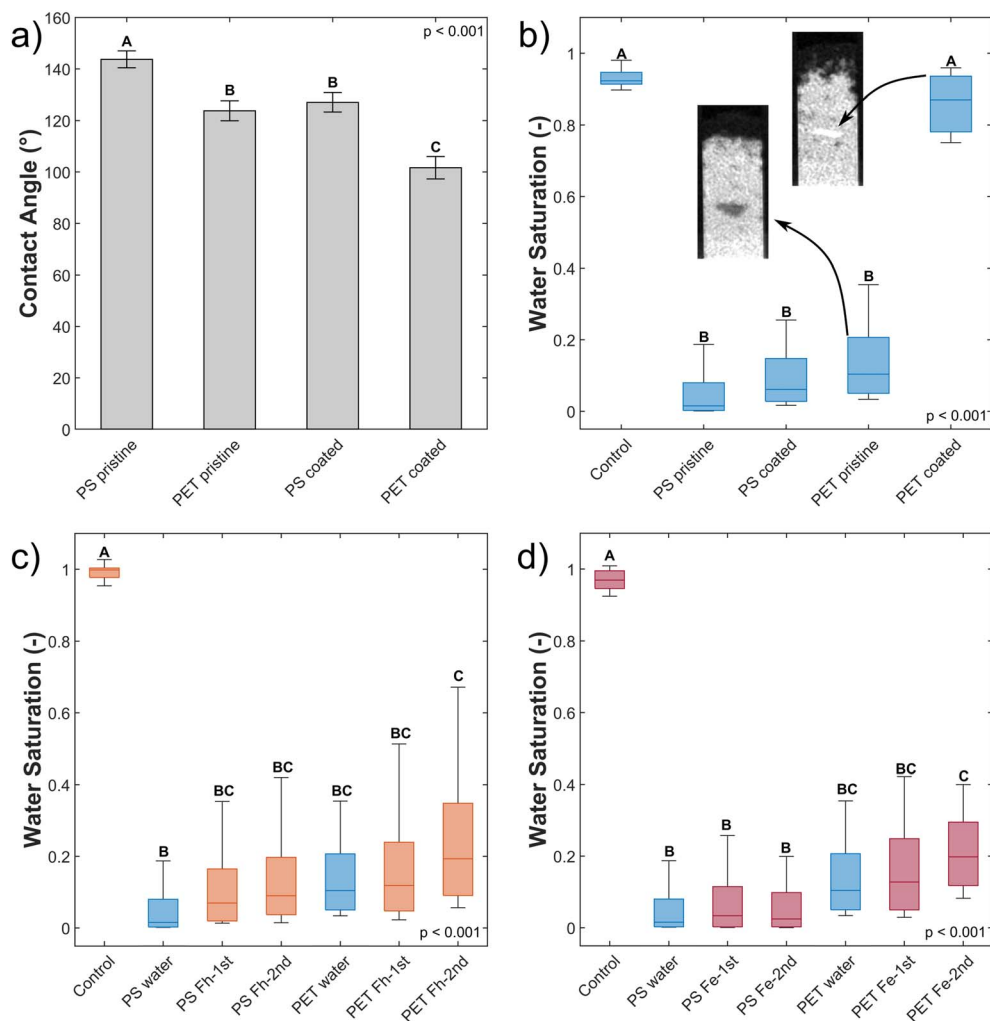 a)
Contact Angle (°)
160
140
120
100
80
60
40
20
0
p < 0.001
A
B
B
C
PS pristine
PET pristine
PS coated
PET coated
b)
Water Saturation (-)
1
0.8
0.6
0.4
0.2
0
A
B
B
B
A
p < 0.001
Control
PS pristine
PS coated
PET pristine
PET coated
c)
Water Saturation (-)
1
0.8
0.6
0.4
0.2
0
A
B
BC
BC
BC
BC
C
p < 0.001
Control
PS water
PS Fh-1st
PS Fh-2nd
PET water
PET Fh-1st
PET Fh-2nd
d)
Water Saturation (-)
1
0.8
0.6
0.4
0.2
0
A
B
B
B
BC
BC
C
p < 0.001
Control
PS water
PS Fe-1st
PS Fe-2nd
PET water
PET Fe-1st
PET Fe-2nd